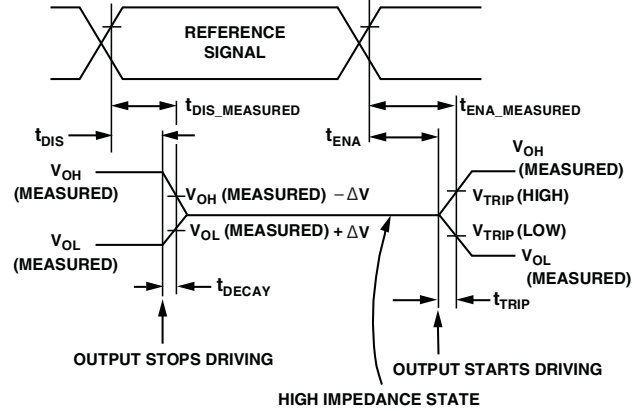 REFERENCE
SIGNAL
tDIS_MEASURED
tENA_MEASURED
tDIS
tENA
VOH
(MEASURED)
VOH (MEASURED) − ΔV
VOL (MEASURED) + ΔV
VOL
(MEASURED)
VOH
(MEASURED)
VTRIP (HIGH)
VTRIP (LOW)
VOL
(MEASURED)
tDECAY
tTRIP
OUTPUT STOPS DRIVING
OUTPUT STARTS DRIVING
HIGH IMPEDANCE STATE